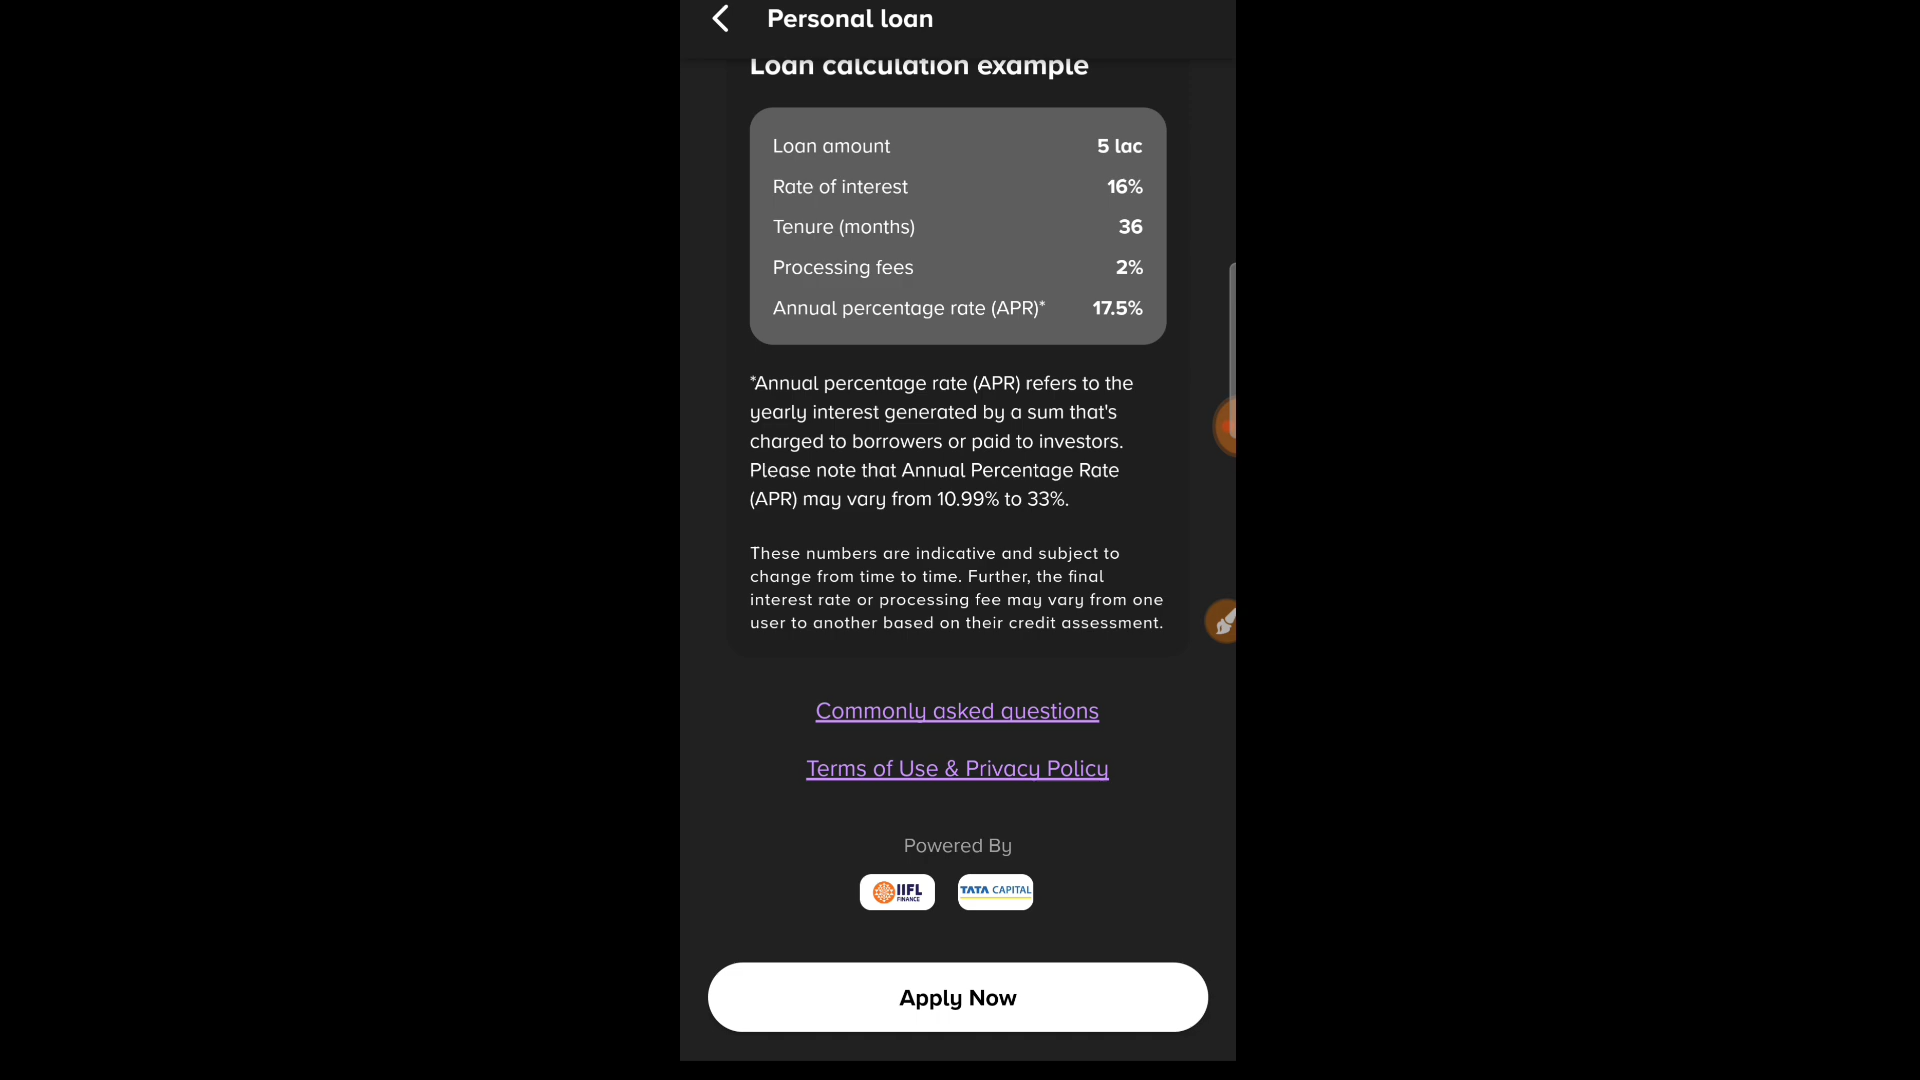 Personal loan
Loan calculation example
Loan amount 5 lac
Rate of interest 16%
Tenure (months) 36
Processing fees 2%
Annual percentage rate (APR)* 17.5%
*Annual percentage rate (APR) refers to the
yearly interest generated by a sum that's
charged to borrowers or paid to investors.
Please note that Annual Percentage Rate
(APR) may vary from 10.99% to 33%.
These numbers are indicative and subject to
change from time to time. Further, the final
interest rate or processing fee may vary from one
user to another based on their credit assessment.
Commonly asked questions
Terms of Use & Privacy Policy
Powered By
IIFL FINANCE TATA CAPITAL
Apply Now